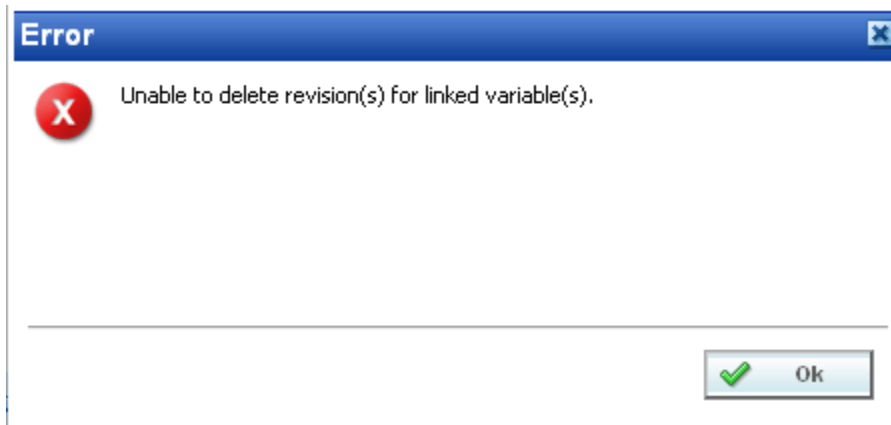 Error
Unable to delete revision(s) for linked variable(s).
Ok